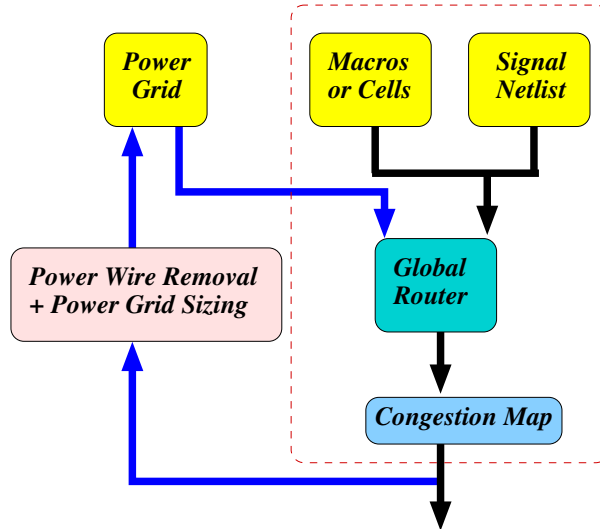 Power
Grid
Macros
or Cells
Signal
Netlist
Power Wire Removal
+ Power Grid Sizing
Global
Router
Congestion Map